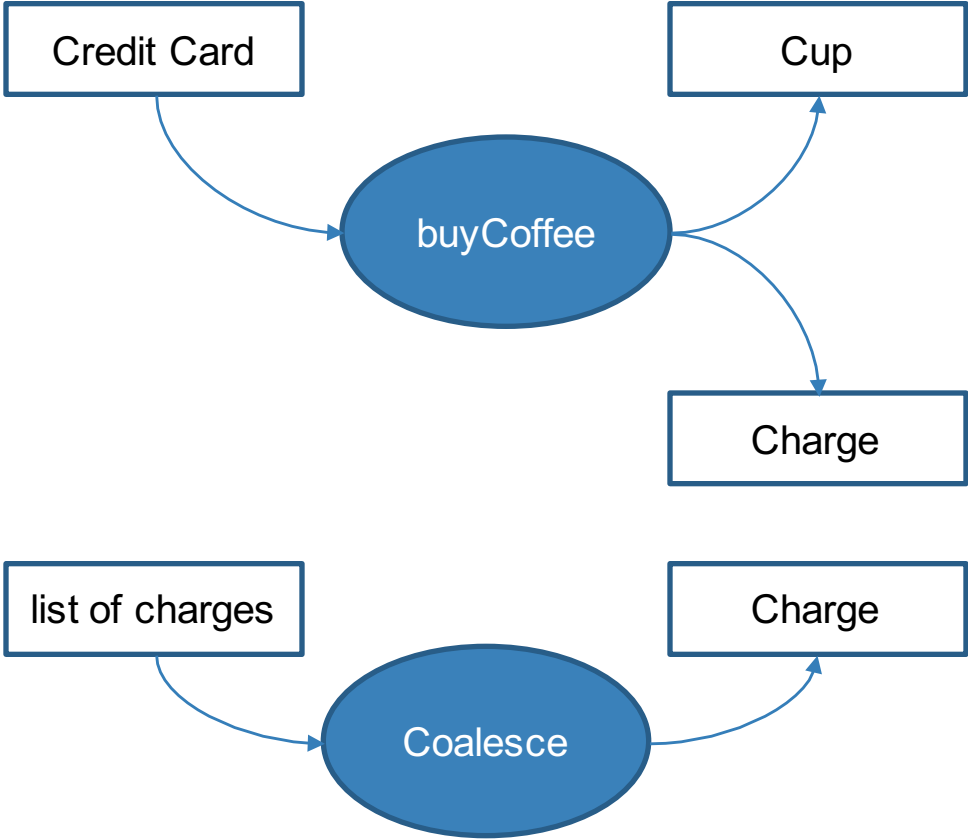 Credit Card
Cup
buyCoffee
Charge
list of charges
Charge
Coalesce